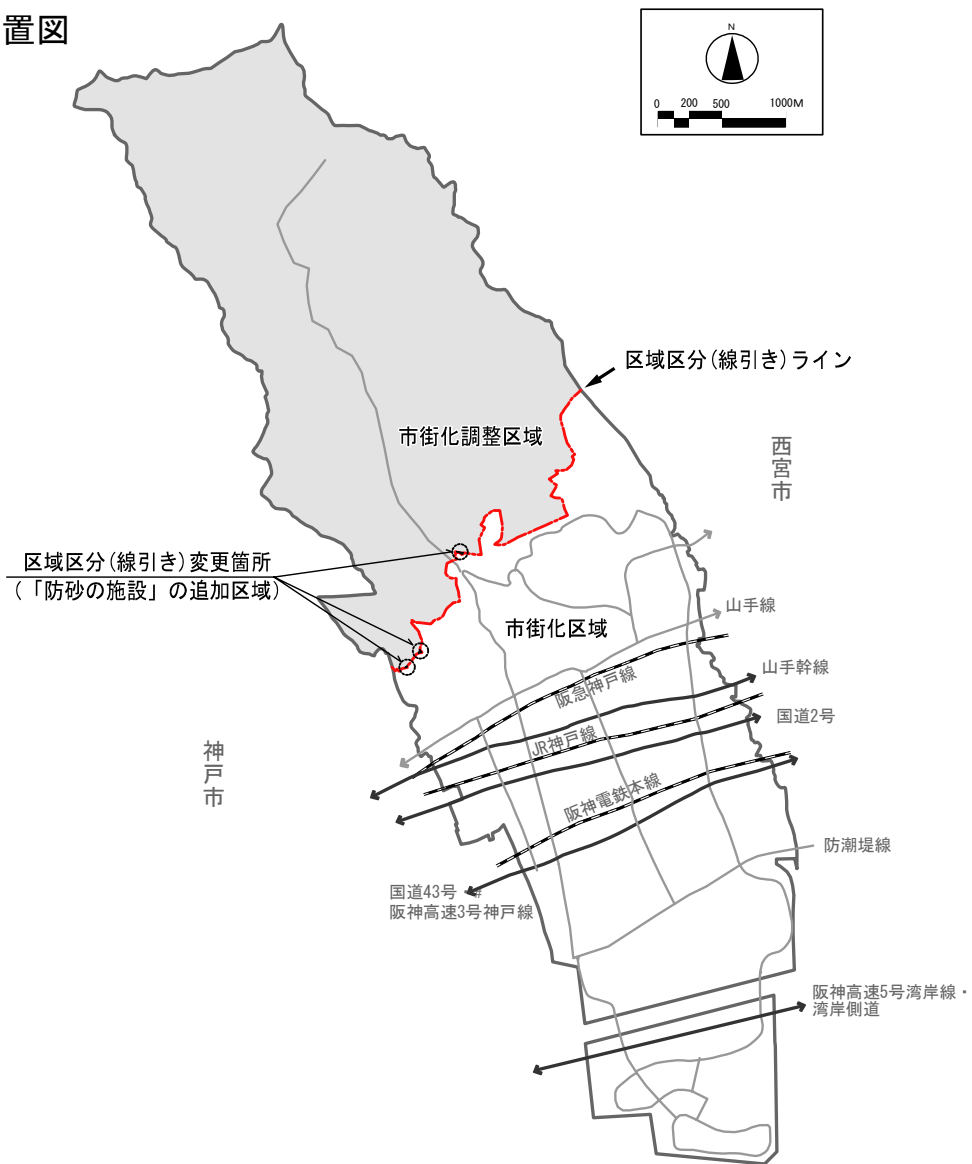 置図
N
0 200 500 1000M
区域区分(線引き)ライン
市街化調整区域
西宮市
区域区分(線引き)変更箇所
(「防砂の施設」の追加区域)
市街化区域
山手線
阪急神戸線
山手幹線
国道2号
JR神戸線
神戸市
阪神電鉄本線
防潮堤線
国道43号・
阪神高速3号神戸線
阪神高速5号湾岸線・
湾岸側道